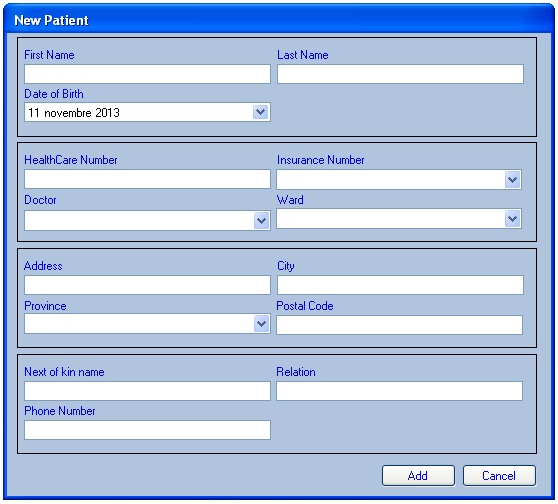 New Patient
First Name Last Name
Date of Birth
11 novembre 2013
HealthCare Number Insurance Number
Doctor Ward
Address City
Province Postal Code
Next of kin name Relation
Phone Number
Add Cancel